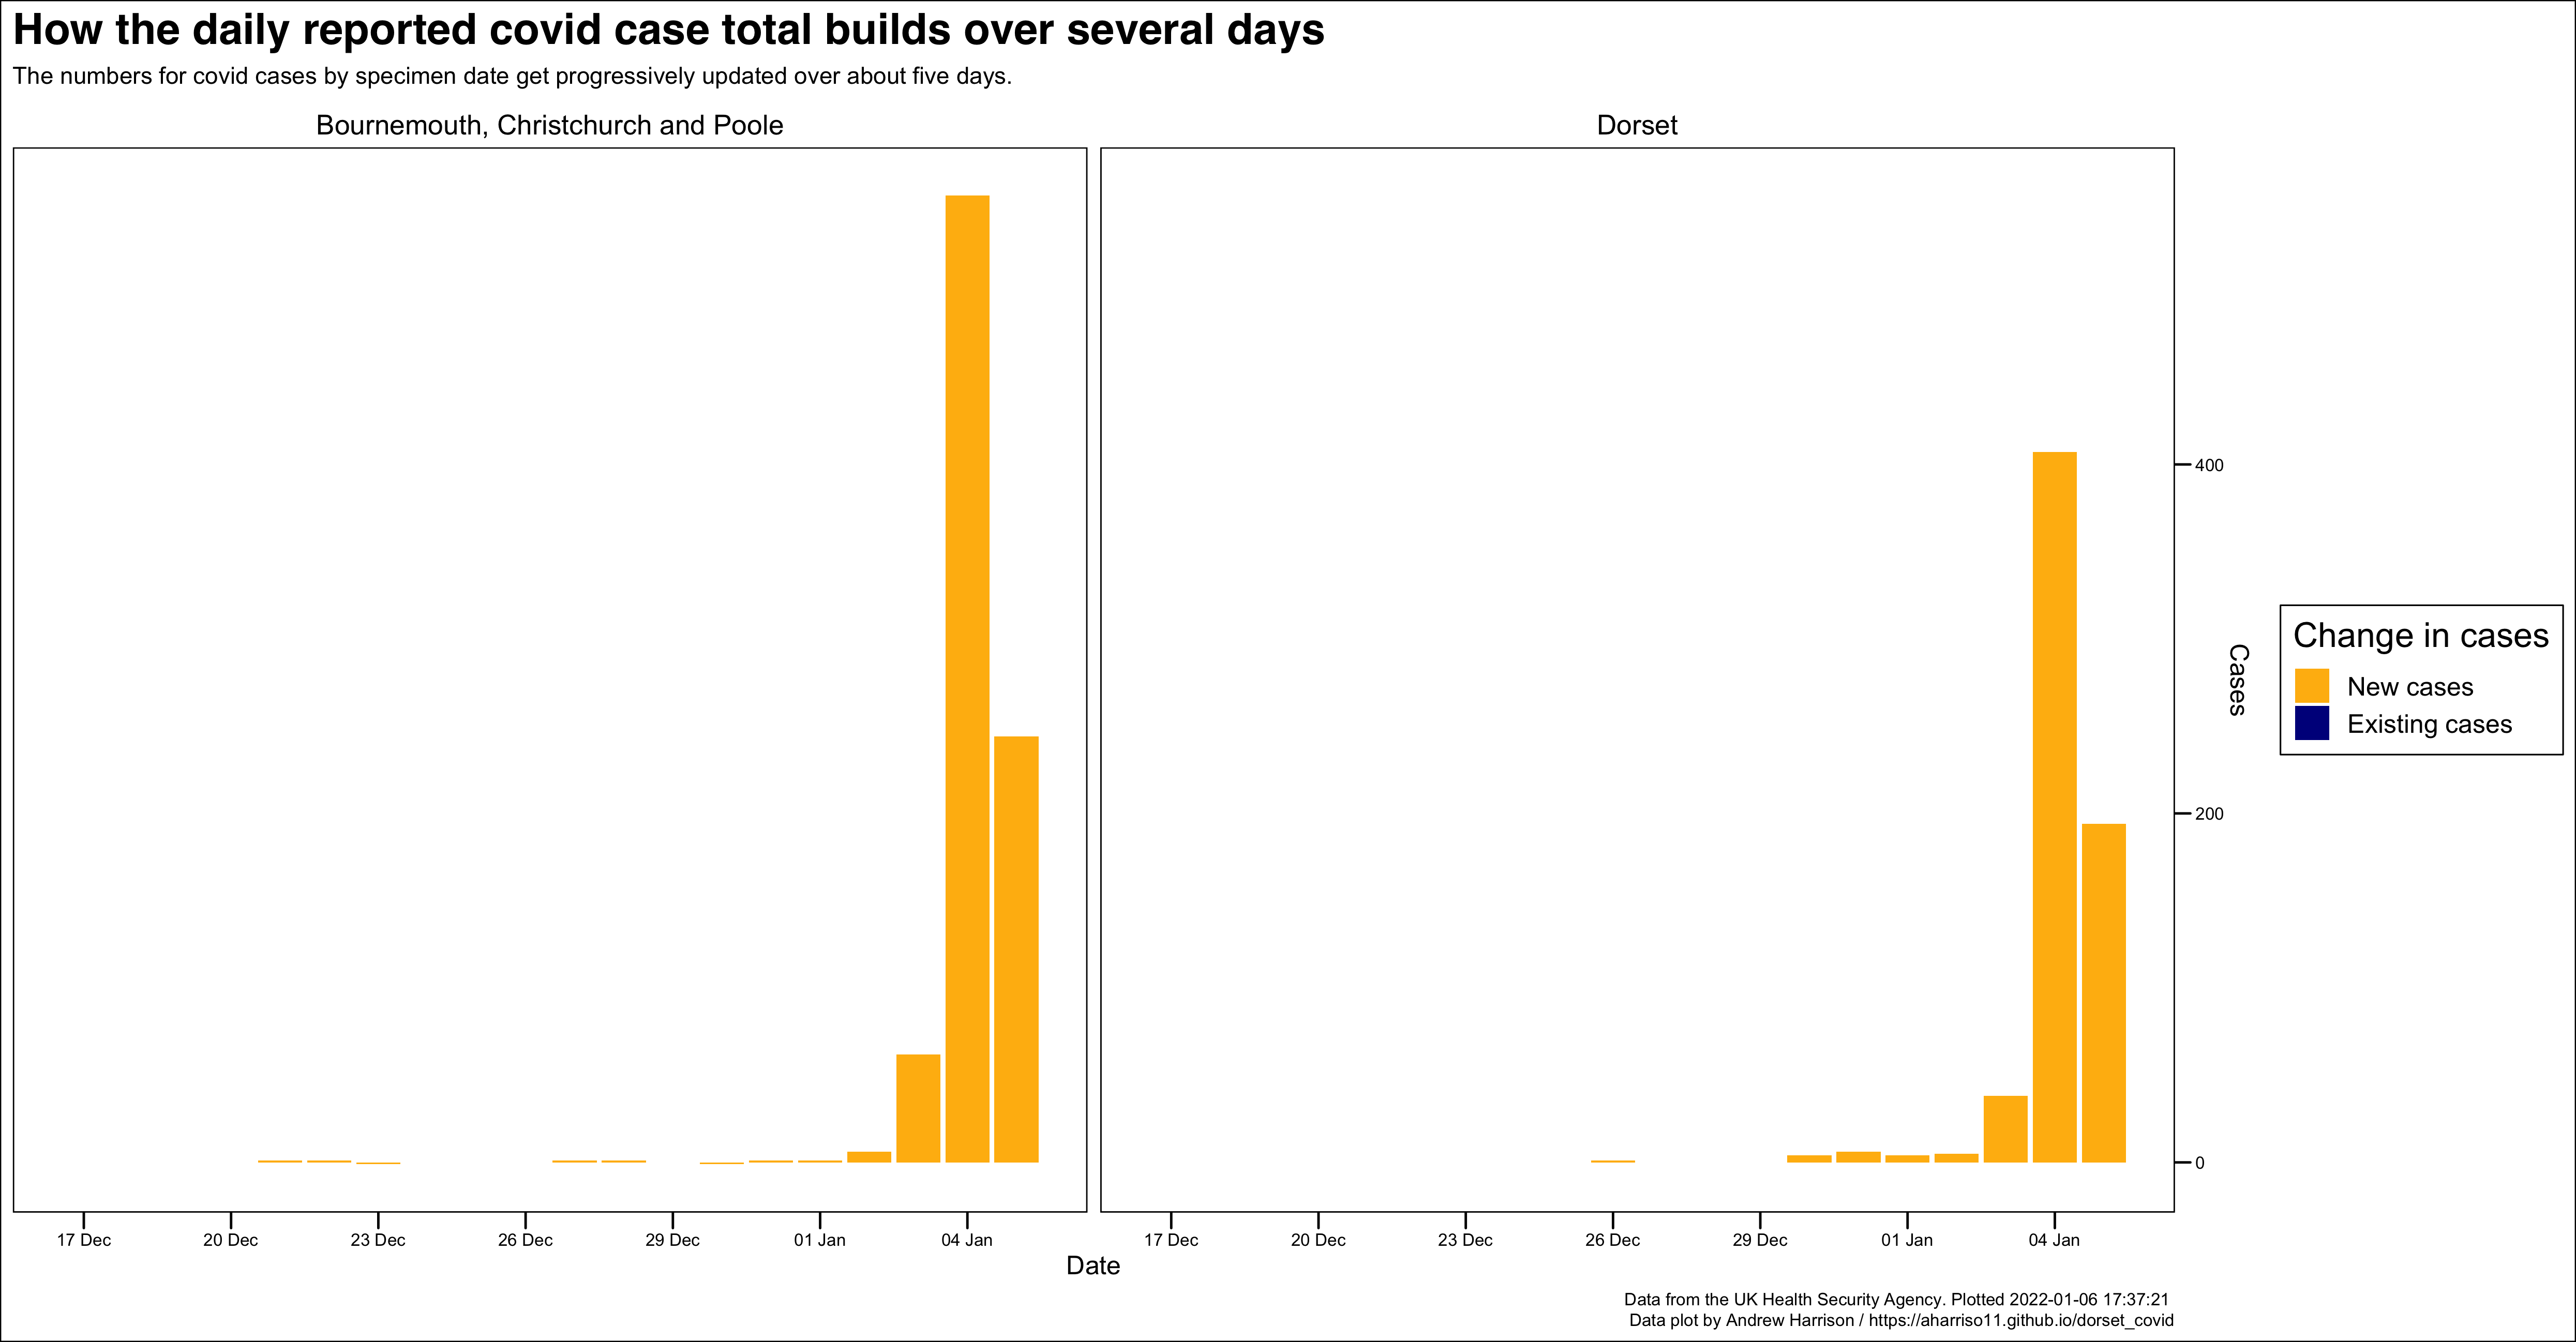 How the daily reported covid case total builds over several days
The numbers for covid cases by specimen date get progressively updated over about five days.
Bournemouth, Christchurch and Poole
Dorset
400
200
0
Cases
Change in cases
New cases
Existing cases
17 Dec 20 Dec 23 Dec 26 Dec 29 Dec 01 Jan 04 Jan
17 Dec 20 Dec 23 Dec 26 Dec 29 Dec 01 Jan 04 Jan
Date
Data from the UK Health Security Agency. Plotted 2022-01-06 17:37:21
Data plot by Andrew Harrison / https://aharriso11.github.io/dorset_covid